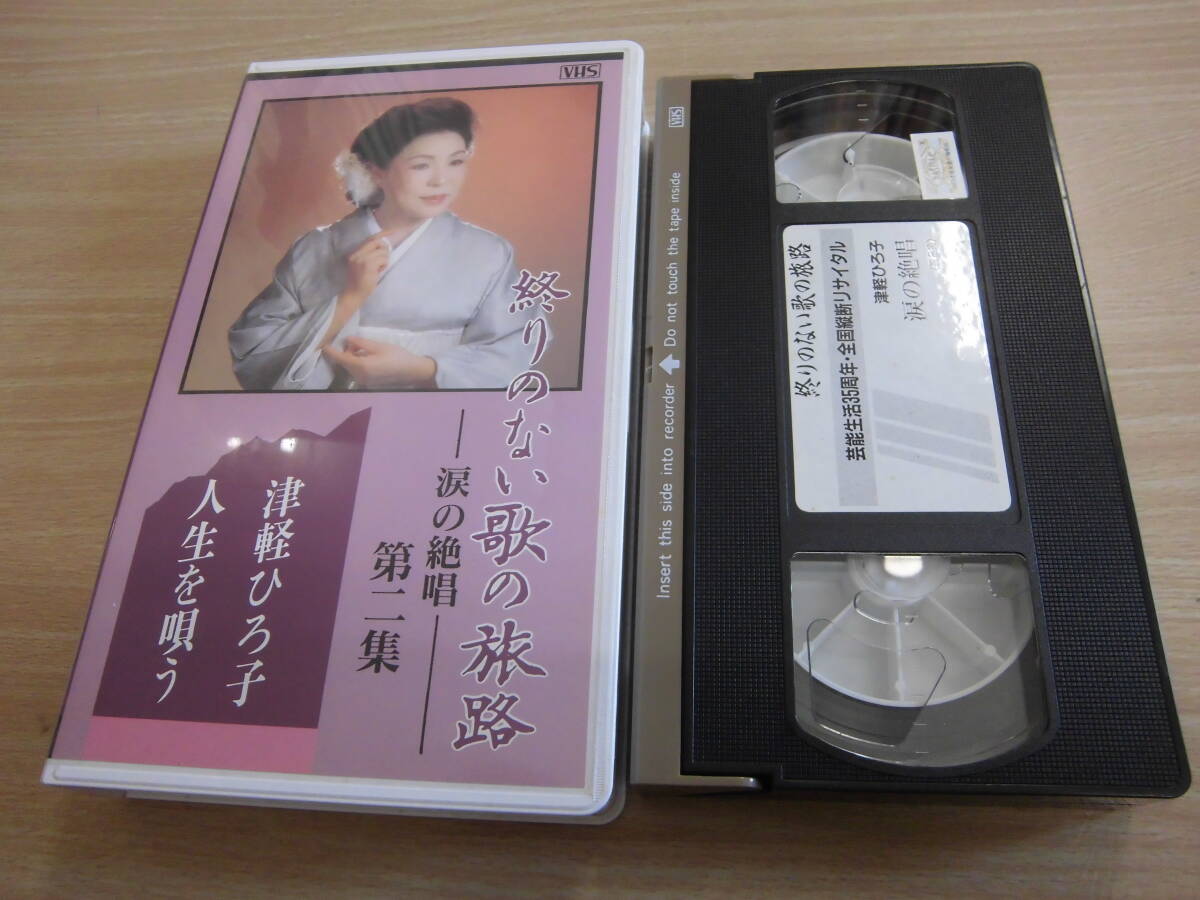 VHS
終りのない歌の旅路
―涙の絶唱―
第二集
津軽ひろ子
人生を唄う
VHS
Insert this side into recorder Do not touch the tape inside
終りのない歌の旅路
芸能生活35周年・全国縦断リサイタル
津軽ひろ子
涙の絶唱